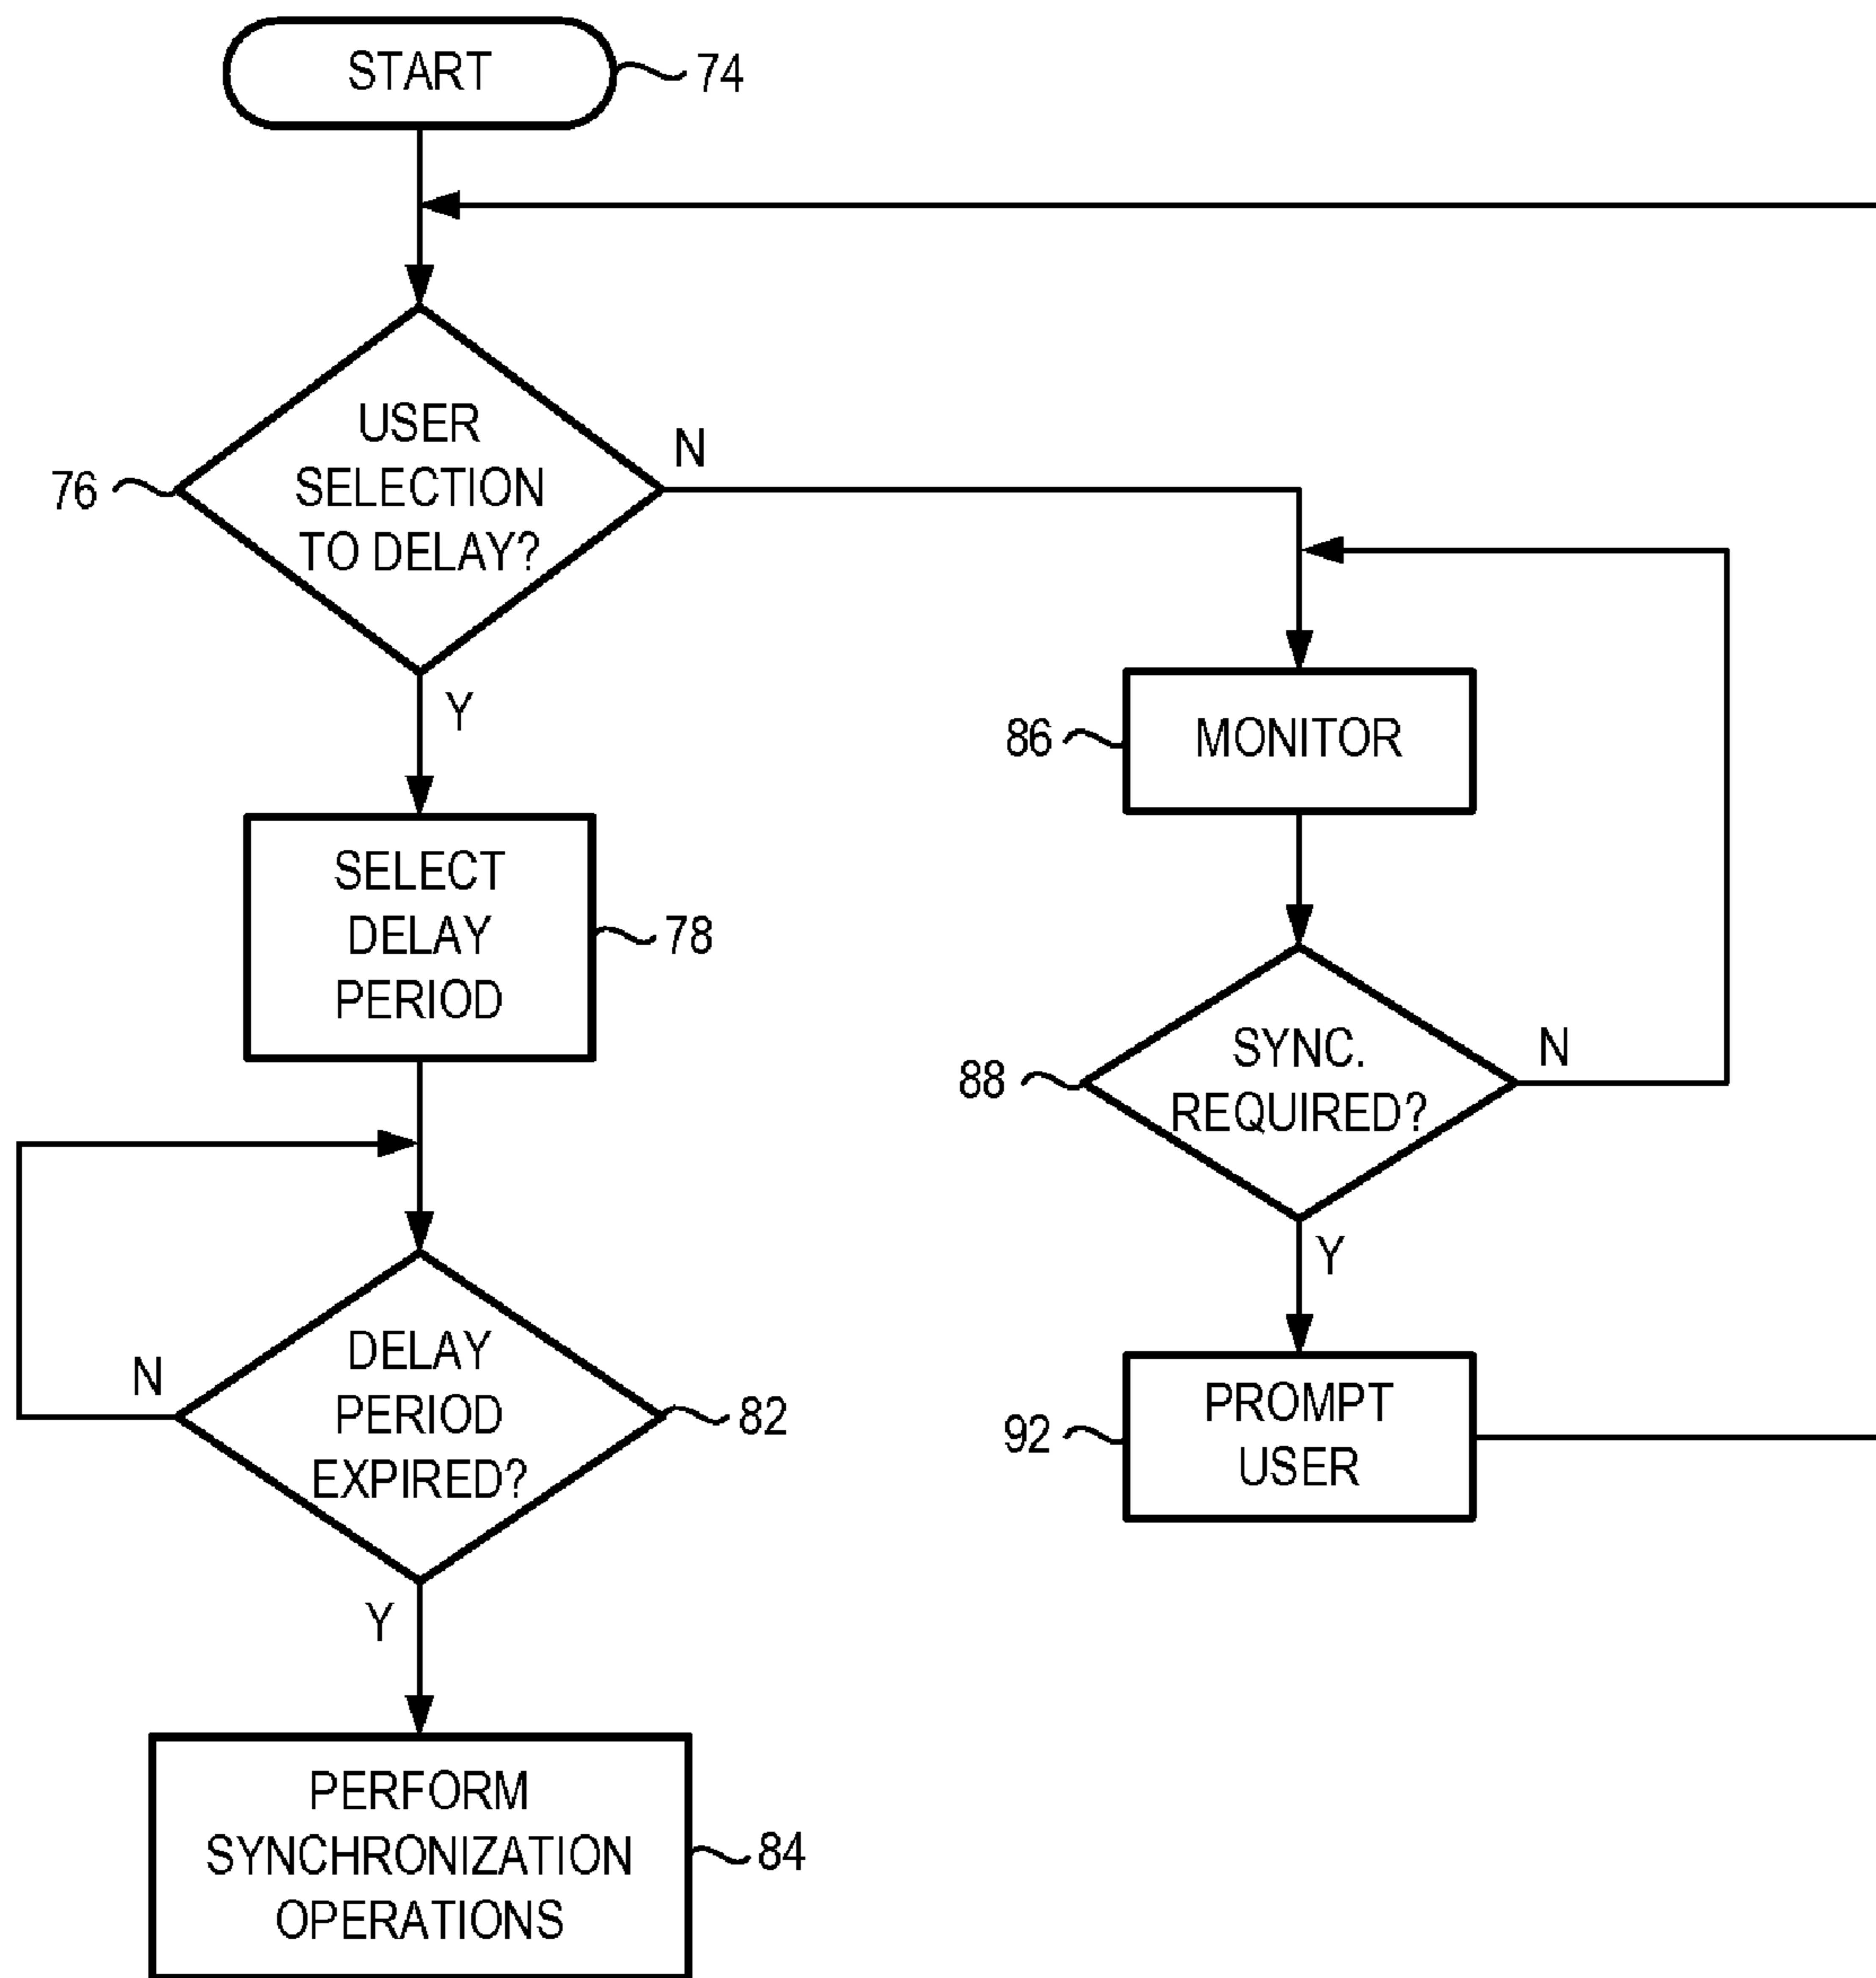 START
74
USER
SELECTION
TO DELAY?
76
N
Y
SELECT
DELAY
PERIOD
78
DELAY
PERIOD
EXPIRED?
N
82
Y
PERFORM
SYNCHRONIZATION
OPERATIONS
84
86
MONITOR
88
SYNC.
REQUIRED?
N
Y
92
PROMPT
USER